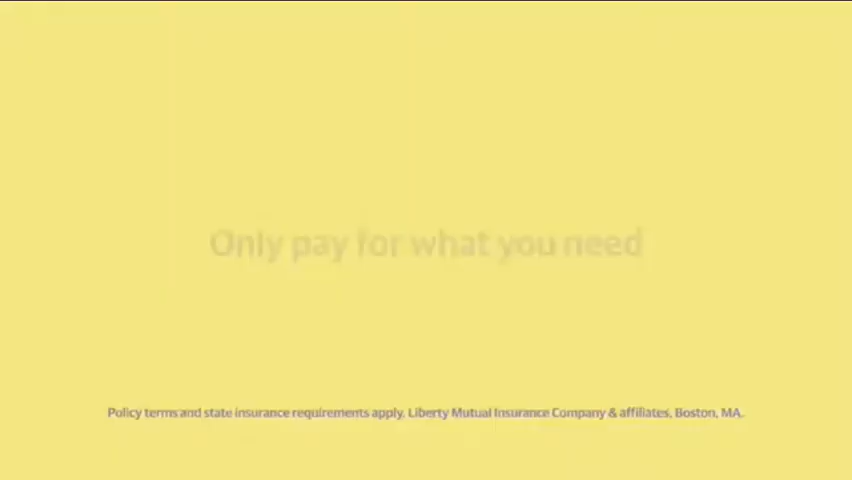 Only pay for what you need
Policy terms and state insurance requirements apply. Liberty Mutual Insurance Company & affiliates, Boston, MA.